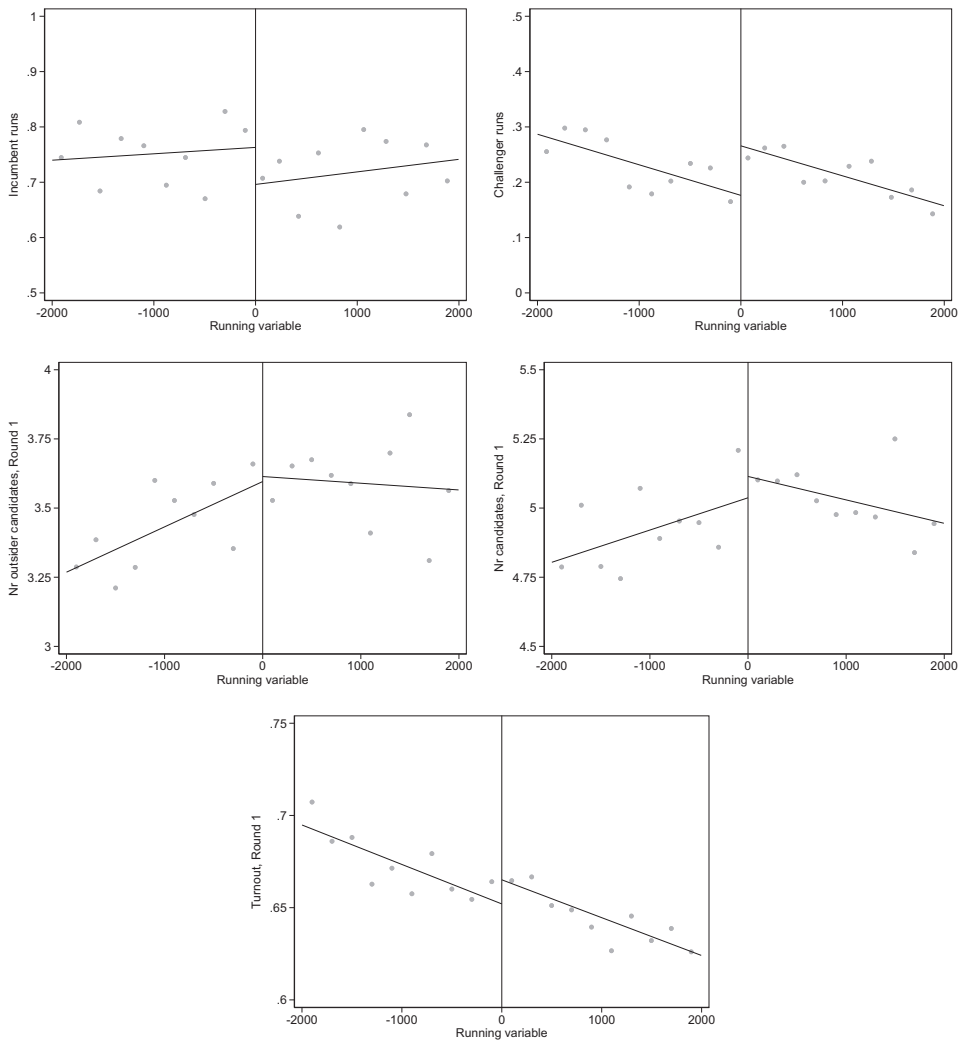 Incumbent runs
1
.9
.8
.7
.6
.5
-2000 -1000 0 1000 2000
Running variable
Challenger runs
.5
.4
.3
.2
.1
0
-2000 -1000 0 1000 2000
Running variable
Nr outsider candidates, Round 1
4
3.75
3.5
3.25
3
-2000 -1000 0 1000 2000
Running variable
Nr candidates, Round 1
5.5
5.25
5
4.75
4.5
-2000 -1000 0 1000 2000
Running variable
Turnout, Round 1
.75
.7
.65
.6
-2000 -1000 0 1000 2000
Running variable